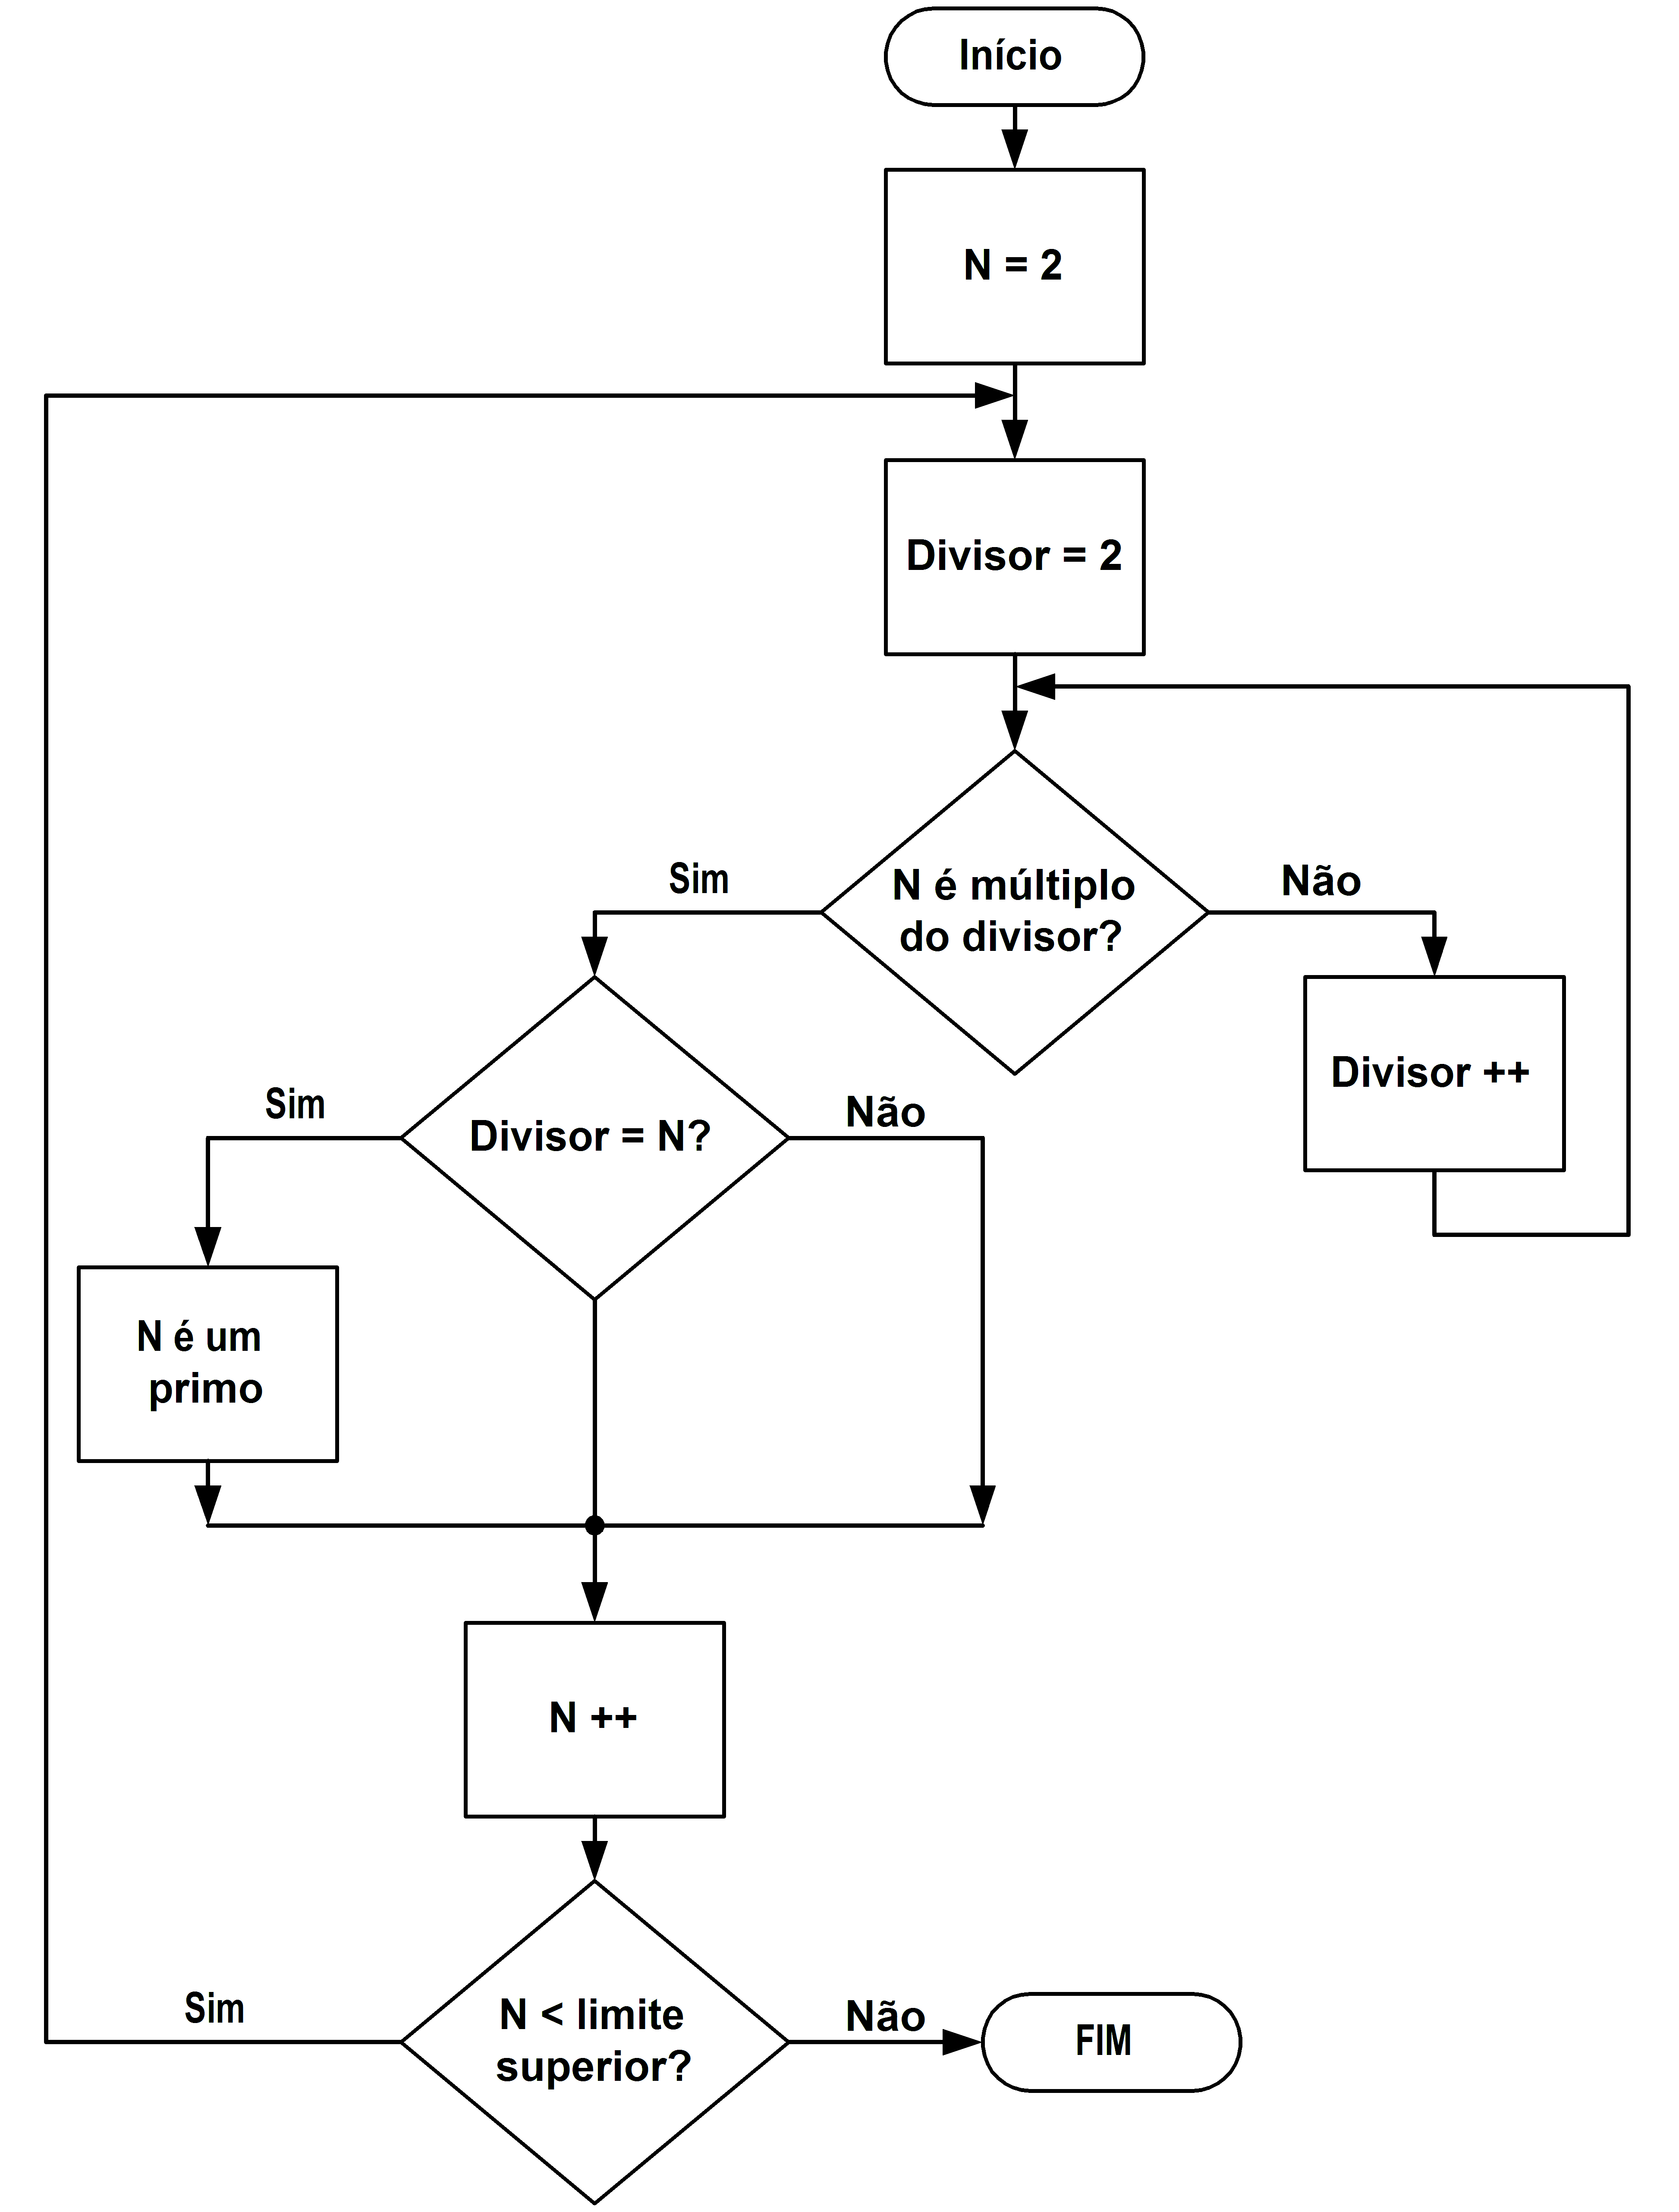 Início
N = 2
Divisor = 2
Sim
N é múltiplo
do divisor?
Não
Divisor ++
Sim
Divisor = N?
Não
N é um
primo
N ++
Sim
N < limite
superior?
Não
FIM